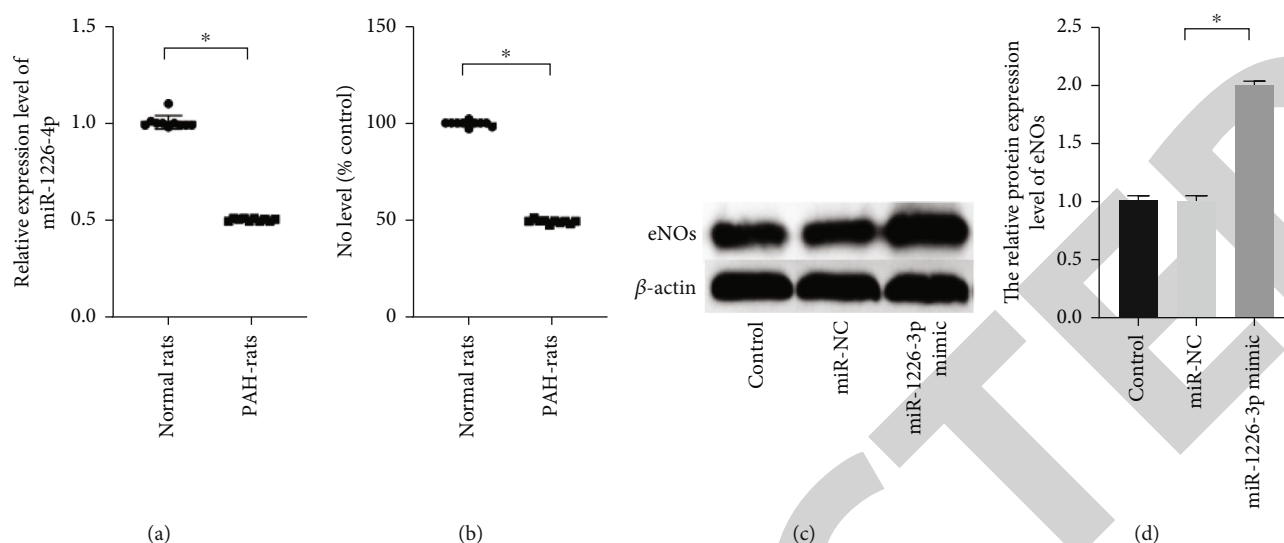 Relative expression level of
miR-1226-4p
1.5
1.0
0.5
0.0
*
Normal rats
PAH-rats
(a)
No level (% control)
150
100
50
0
*
Normal rats
PAH-rats
(b)
eNOs
β-actin
Control
miR-NC
miR-1226-3p
mimic
(c)
The relative protein expression
level of eNOs
2.5
2.0
1.5
1.0
0.5
0.0
*
Control
miR-NC
miR-1226-3p mimic
(d)